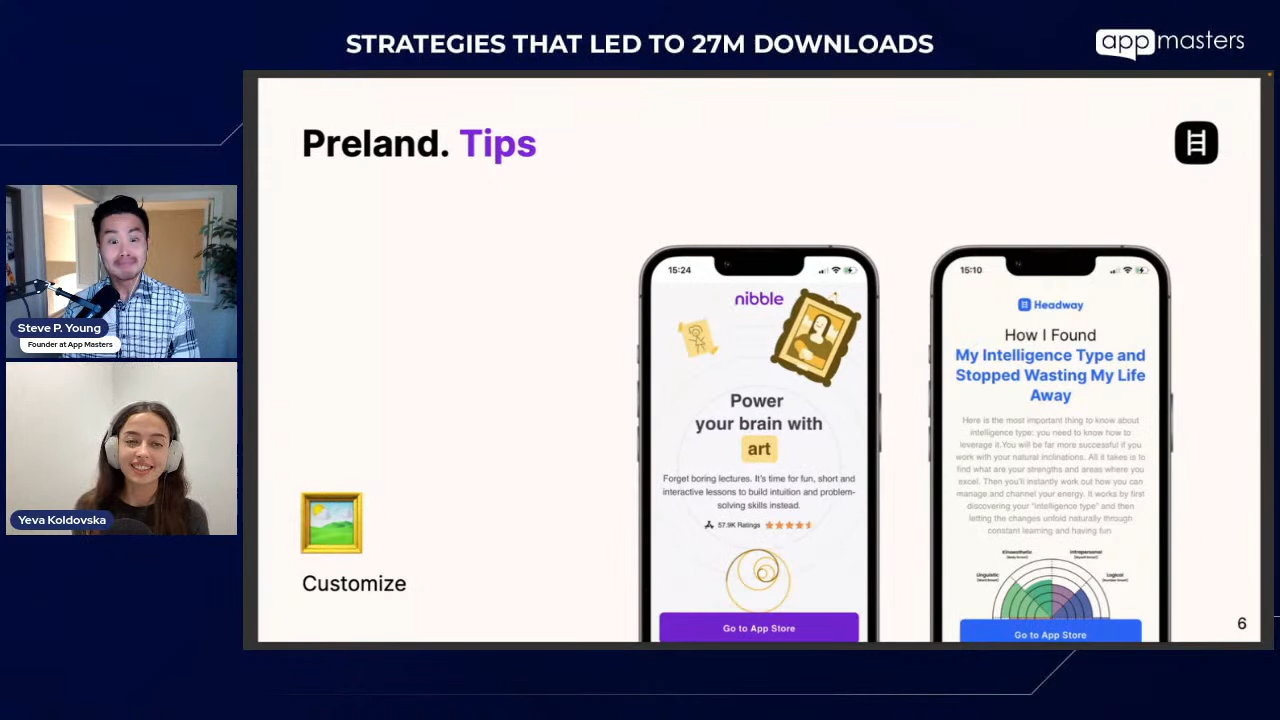 STRATEGIES THAT LED TO 27M DOWNLOADS
app masters
Preland. Tips
Steve P. Young
Founder at App Masters
Yeva Koldovska
Customize
15:24
nibble
Power
your brain with
art
Forget boring lectures. It's time for fun, short and
interactive lessons to build intuition and problem-
solving skills instead.
57.9K Ratings
Go to App Store
15:10
Headway
How I Found
My Intelligence Type and
Stopped Wasting My Life
Away
Here is the most important thing to know about
intelligence type: you need to know how to
leverage it.You will be far more successful if you
work with your natural inclinations. All it takes is to
find what are your strengths and areas where you
excel. Then you'll instantly work out how you can
manage and channel your energy. It works by first
discovering your "intelligence type" and then
letting the changes unfold naturally through
constant learning and having fun
Kinaesthetic
Intrapersonal
Linguistic
Logical
Go to App Store
6